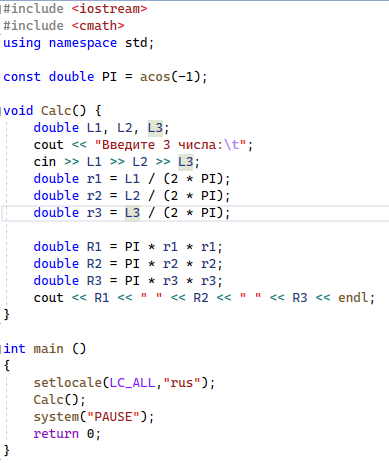 #include <iostream>
#include <cmath>
using namespace std;
const double PI = acos(-1);
void Calc() {
double L1, L2, L3;
cout << "Введите 3 числа:\t";
cin >> L1 >> L2 >> L3;
double r1 = L1 / (2 * PI);
double r2 = L2 / (2 * PI);
double r3 = L3 / (2 * PI);
double R1 = PI * r1 * r1;
double R2 = PI * r2 * r2;
double R3 = PI * r3 * r3;
cout << R1 << " " << R2 << " " << R3 << endl;
}
int main ()
{
setlocale(LC_ALL,"rus");
Calc();
system("PAUSE");
return 0;
}